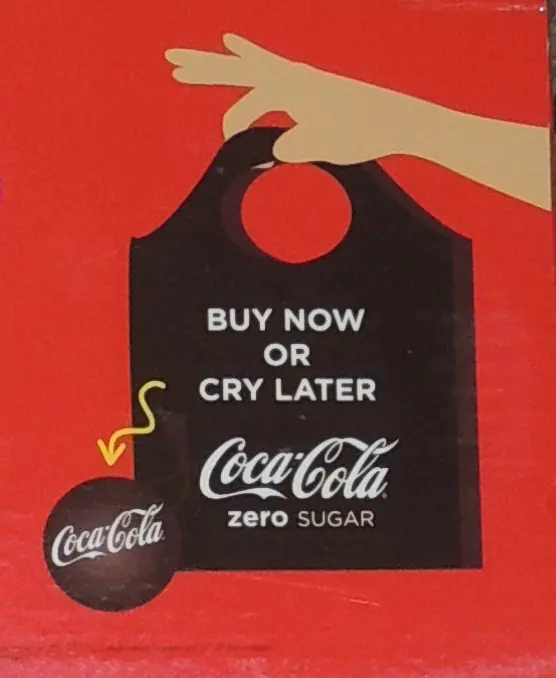 BUY NOW
OR
CRY LATER
Coca-Cola
zero SUGAR
Coca-Cola